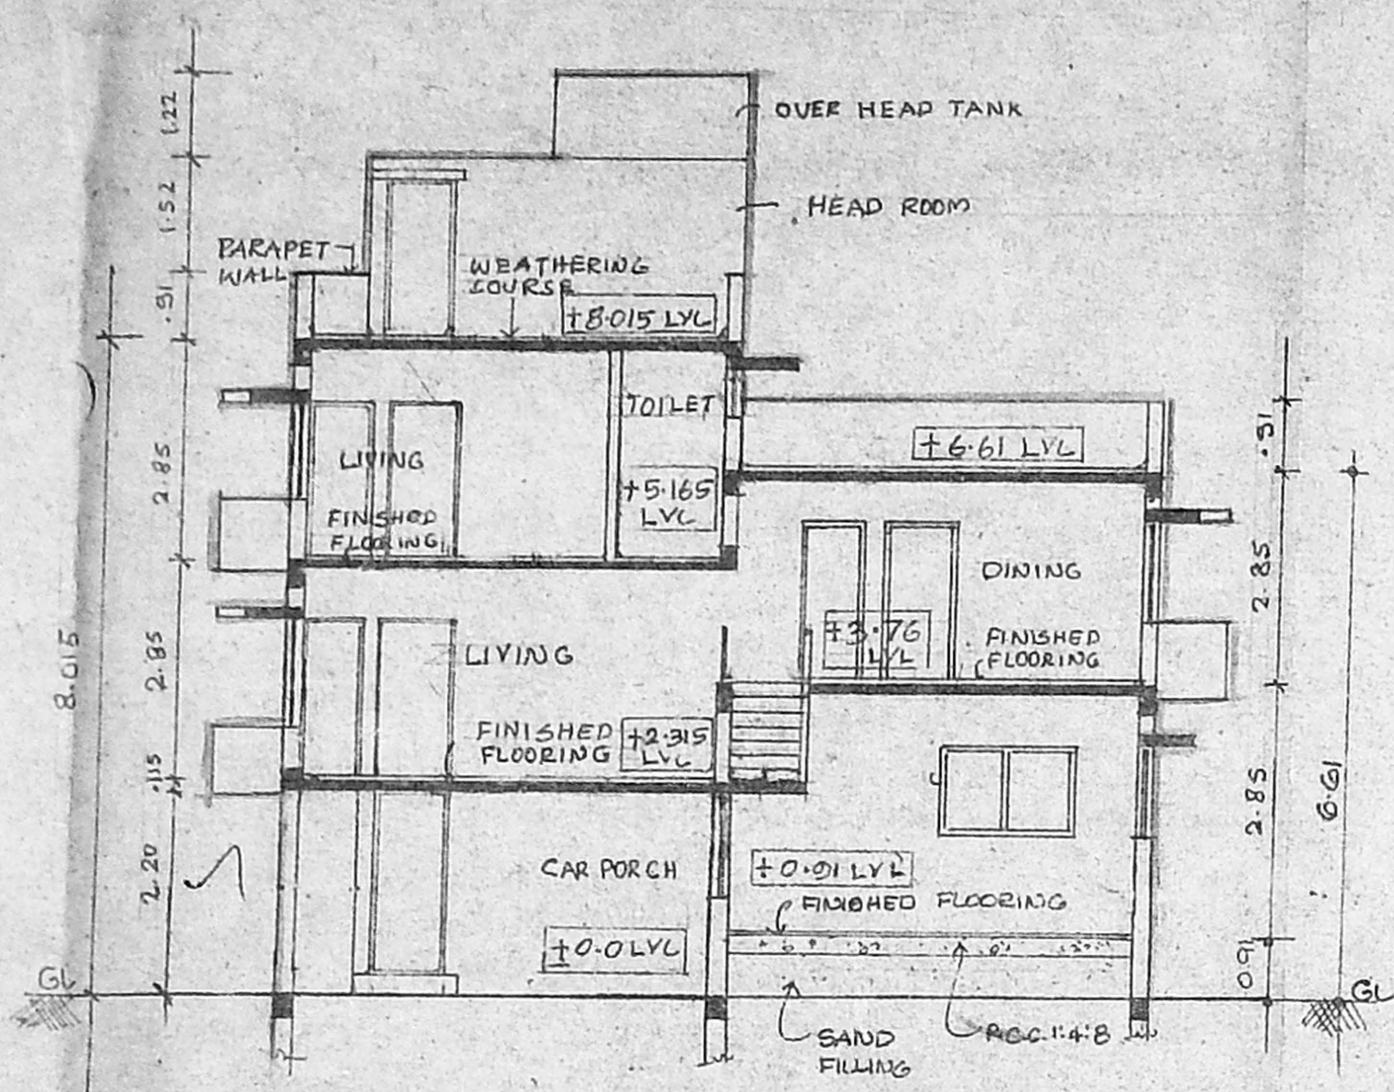 1.22
OVER HEAD TANK
1.52
HEAD ROOM
PARAPET
WALL
WEATHERING
COURSE
.91
+8.015 LVL
TOILET
+6.61 LVL
.91
LIVING
2.85
+5.165
LVL
FINISHED
FLOORING
DINING
2.85
+3.76
LVL
FINISHED
FLOORING
8.015
2.85
LIVING
FINISHED
FLOORING
+2.315
LVL
.115
2.85
6.61
2.20
CAR PORCH
+0.91 LVL
FINISHED FLOORING
±0.0 LVL
0.91
GL
GL
SAND
FILLING
P.C.C. 1:4:8